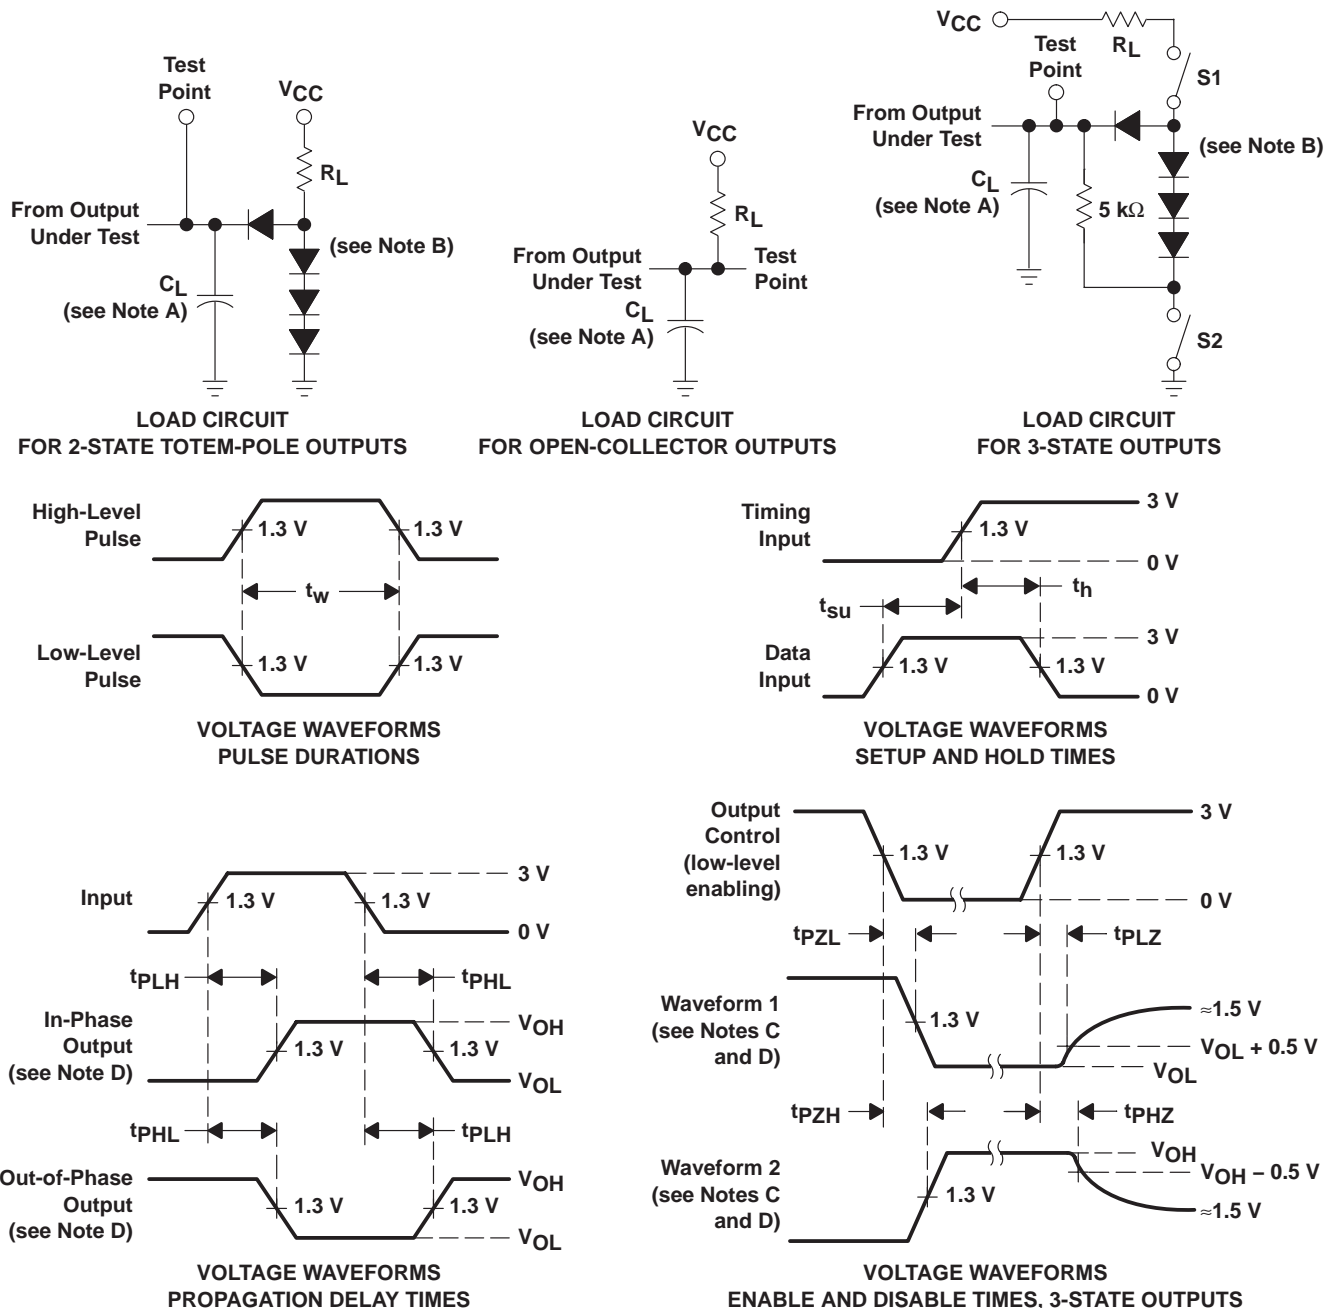 Test
Point
VCC
RL
From Output
Under Test
(see Note B)
CL
(see Note A)
LOAD CIRCUIT
FOR 2-STATE TOTEM-POLE OUTPUTS
VCC
RL
From Output
Under Test
Test
Point
CL
(see Note A)
LOAD CIRCUIT
FOR OPEN-COLLECTOR OUTPUTS
VCC
RL
Test
Point
S1
From Output
Under Test
(see Note B)
CL
(see Note A)
5 kΩ
S2
LOAD CIRCUIT
FOR 3-STATE OUTPUTS
High-Level
Pulse
1.3 V
1.3 V
tw
Low-Level
Pulse
1.3 V
1.3 V
VOLTAGE WAVEFORMS
PULSE DURATIONS
Timing
Input
1.3 V
3 V
0 V
th
tsu
Data
Input
1.3 V
1.3 V
3 V
0 V
VOLTAGE WAVEFORMS
SETUP AND HOLD TIMES
Input
1.3 V
1.3 V
3 V
0 V
tPLH
tPHL
In-Phase
Output
(see Note D)
1.3 V
1.3 V
VOH
VOL
tPHL
tPLH
Out-of-Phase
Output
(see Note D)
1.3 V
1.3 V
VOH
VOL
VOLTAGE WAVEFORMS
PROPAGATION DELAY TIMES
Output
Control
(low-level
enabling)
1.3 V
1.3 V
3 V
0 V
tPZL
tPLZ
Waveform 1
(see Notes C
and D)
1.3 V
≈1.5 V
VOL + 0.5 V
VOL
tPZH
tPHZ
Waveform 2
(see Notes C
and D)
1.3 V
VOH
VOH – 0.5 V
≈1.5 V
VOLTAGE WAVEFORMS
ENABLE AND DISABLE TIMES, 3-STATE OUTPUTS